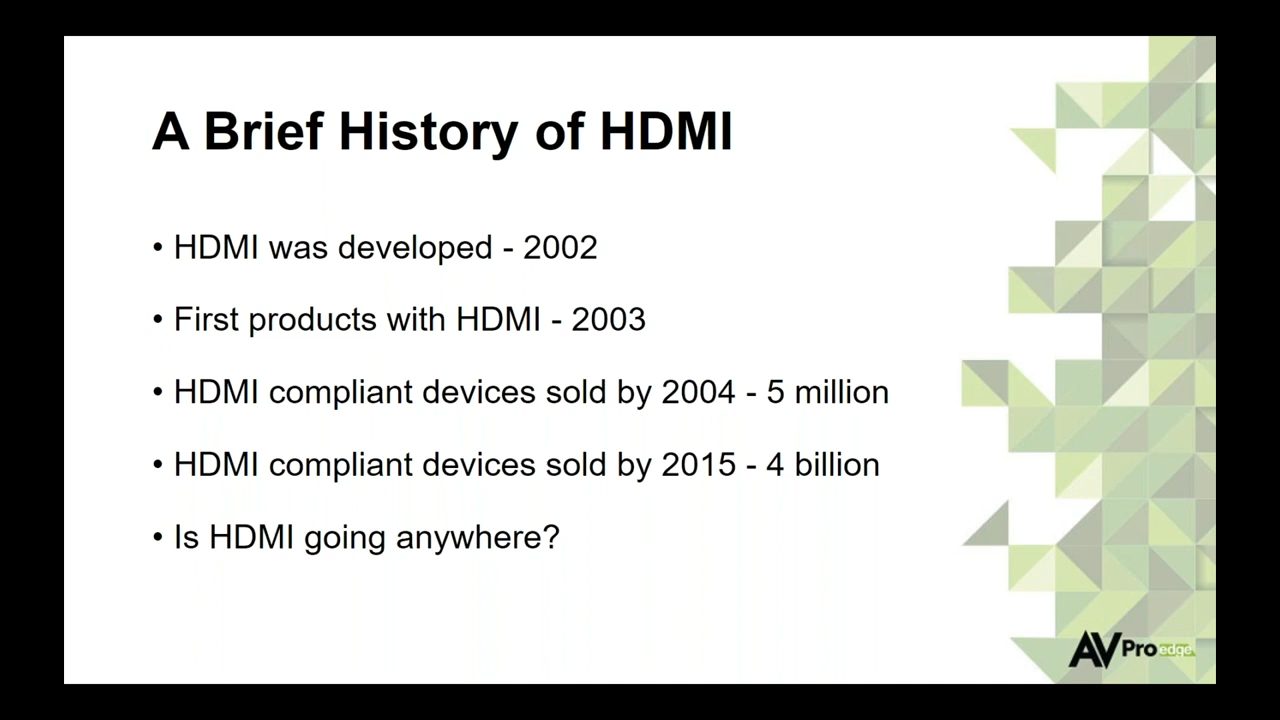 A Brief History of HDMI
• HDMI was developed - 2002
• First products with HDMI - 2003
• HDMI compliant devices sold by 2004 - 5 million
• HDMI compliant devices sold by 2015 - 4 billion
• Is HDMI going anywhere?
AVPro edge